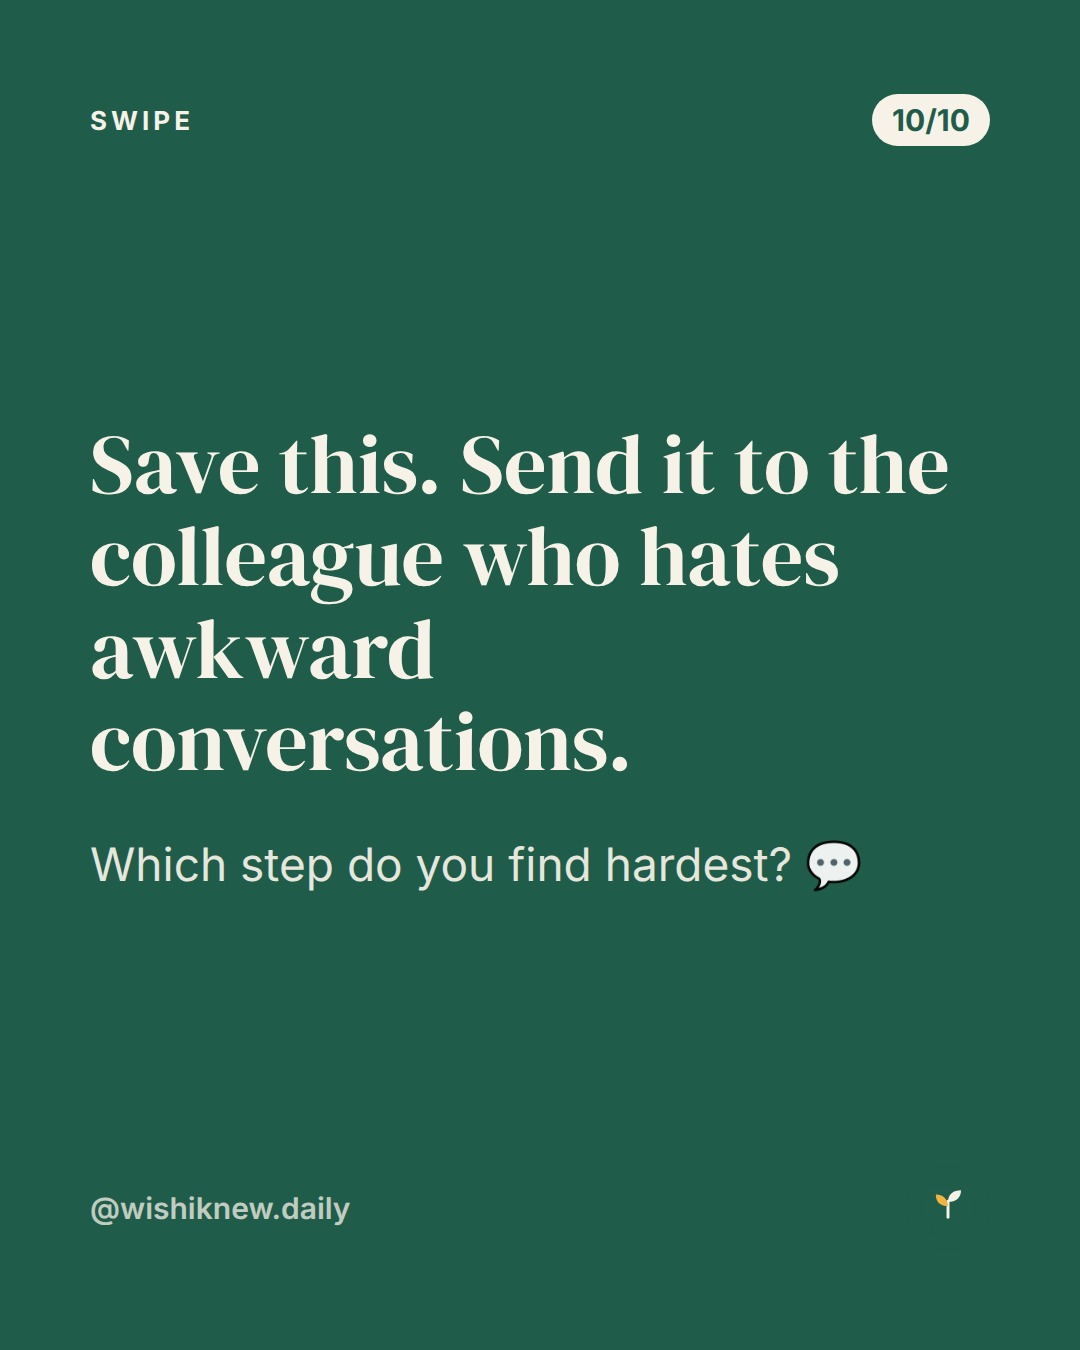 SWIPE
10/10
Save this. Send it to the
colleague who hates
awkward
conversations.
Which step do you find hardest? 💬
@wishiknew.daily